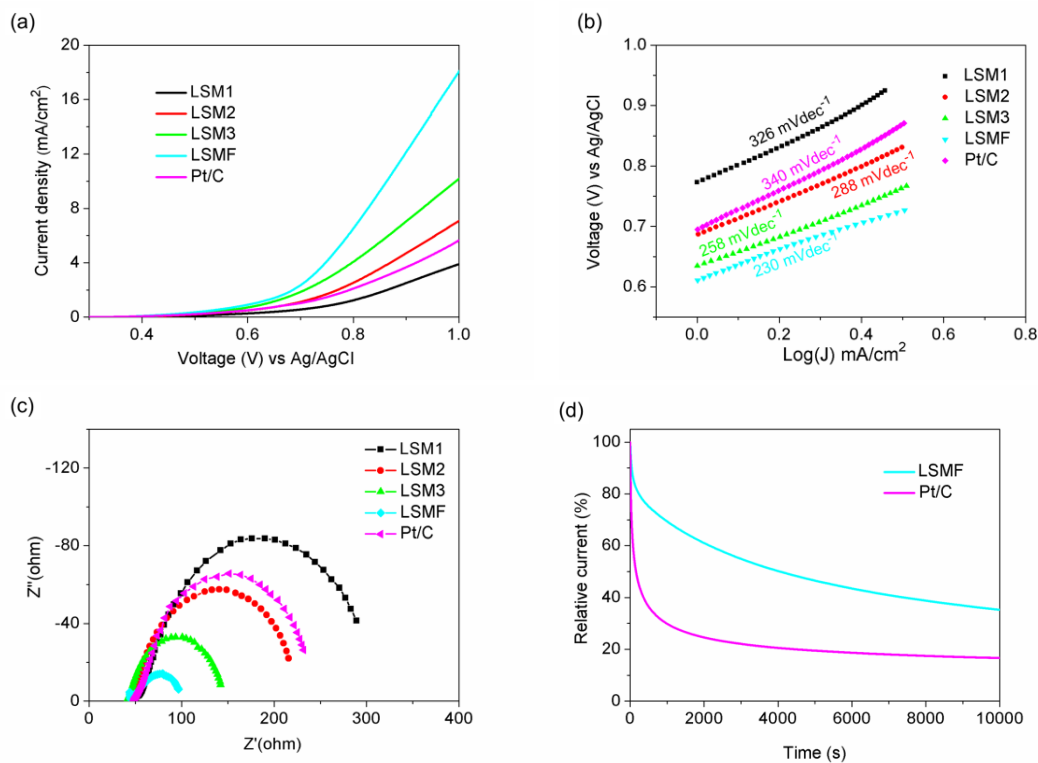 (a)
20
16
12
8
4
0
0.4
0.6
0.8
1.0
Current density (mA/cm²)
Voltage (V) vs Ag/AgCl
LSM1
LSM2
LSM3
LSMF
Pt/C
(b)
1.0
0.9
0.8
0.7
0.6
0.0
0.2
0.4
0.6
0.8
Voltage (V) vs Ag/AgCl
Log(J) mA/cm²
326 mVdec⁻¹
340 mVdec⁻¹
288 mVdec⁻¹
258 mVdec⁻¹
230 mVdec⁻¹
LSM1
LSM2
LSM3
LSMF
Pt/C
(c)
-120
-80
-40
0
0
100
200
300
400
Z''(ohm)
Z'(ohm)
LSM1
LSM2
LSM3
LSMF
Pt/C
(d)
100
80
60
40
20
0
0
2000
4000
6000
8000
10000
Relative current (%)
Time (s)
LSMF
Pt/C